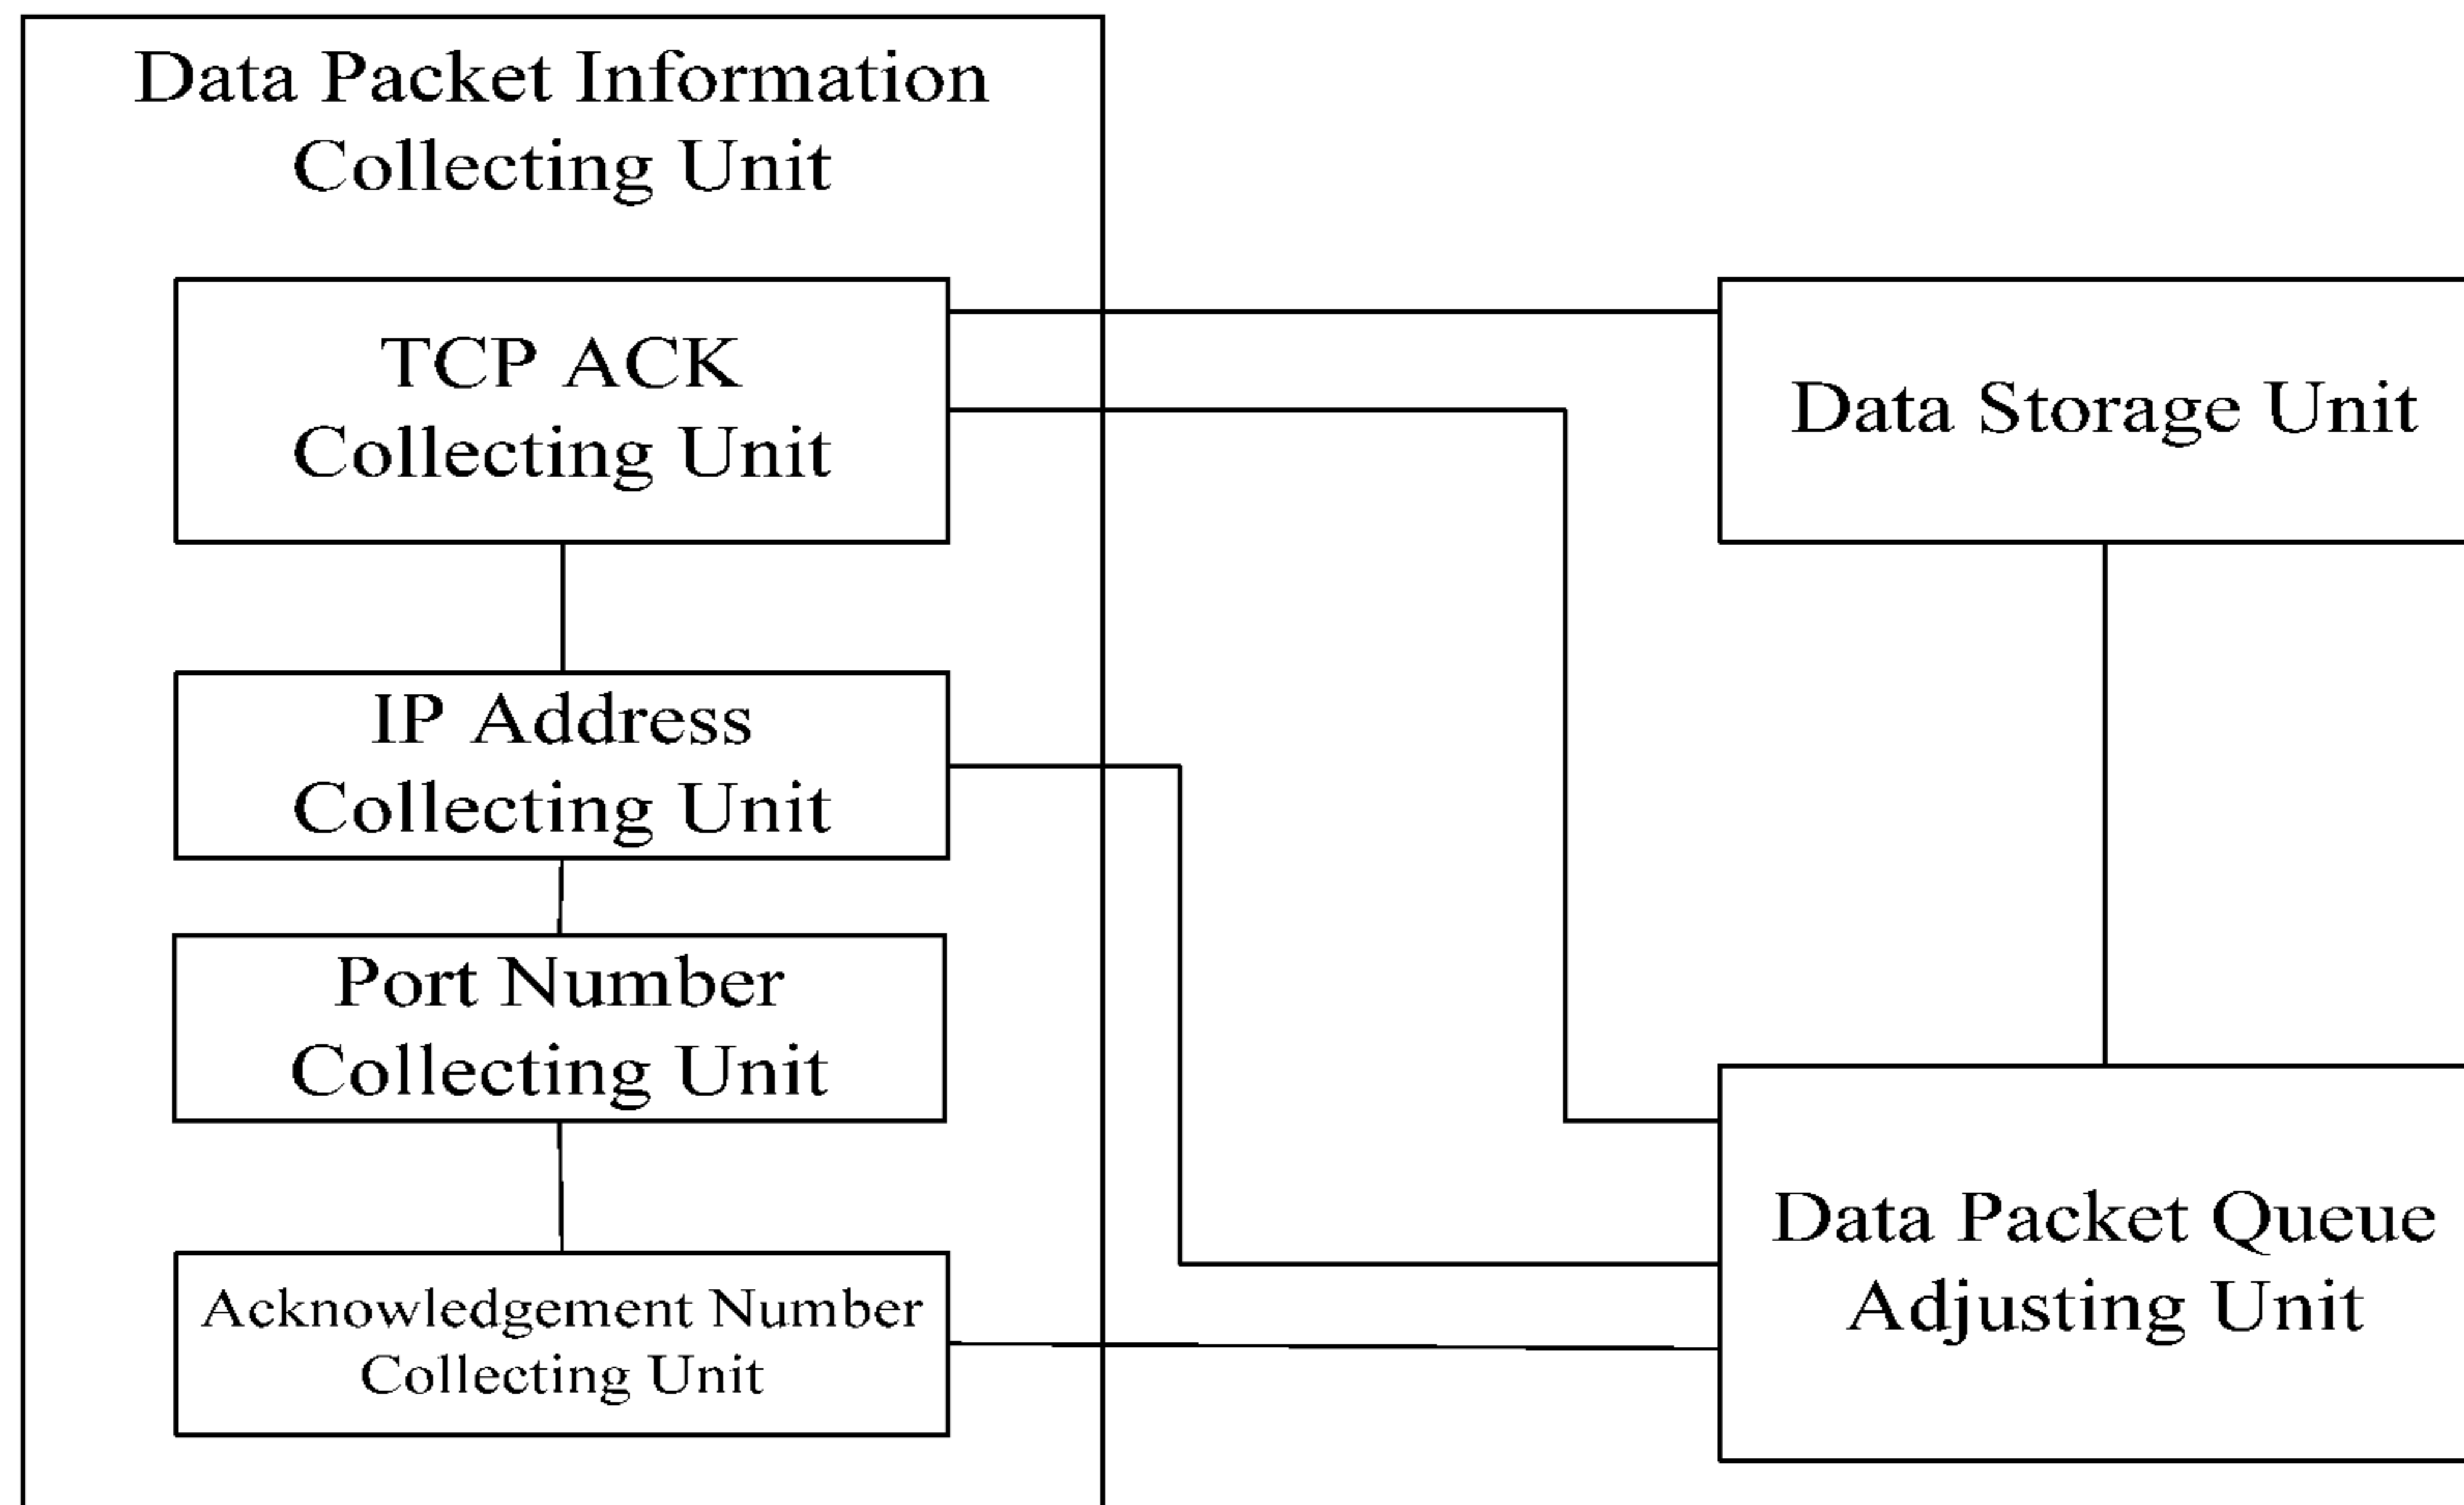 Data Packet Information
Collecting Unit
TCP ACK
Collecting Unit
Data Storage Unit
IP Address
Collecting Unit
Port Number
Collecting Unit
Data Packet Queue
Adjusting Unit
Acknowledgement Number
Collecting Unit